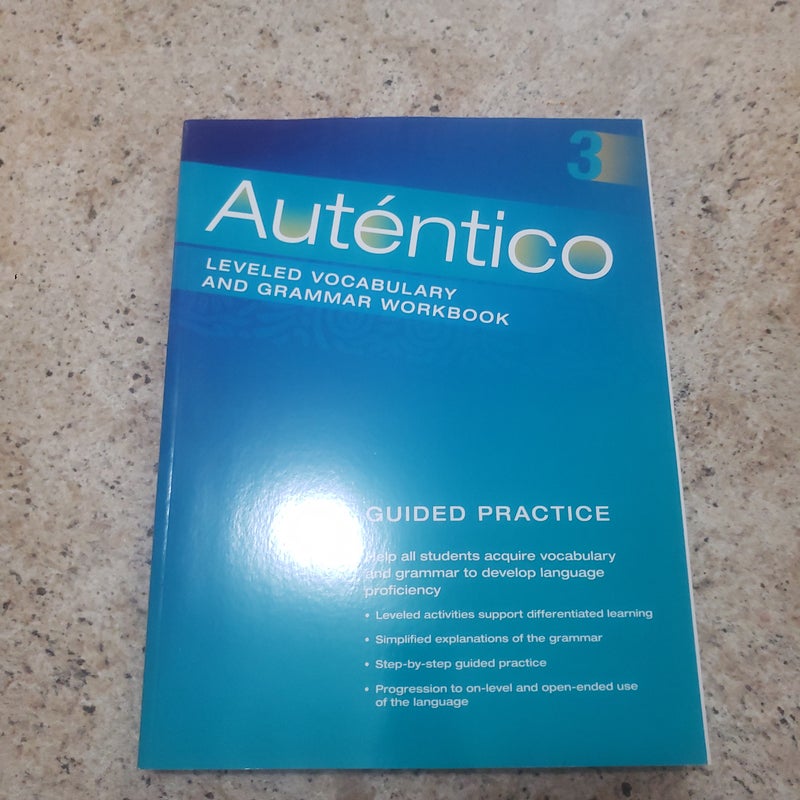 3
Auténtico
LEVELED VOCABULARY
AND GRAMMAR WORKBOOK
GUIDED PRACTICE
Help all students acquire vocabulary
and grammar to develop language
proficiency
• Leveled activities support differentiated learning
• Simplified explanations of the grammar
• Step-by-step guided practice
• Progression to on-level and open-ended use
of the language